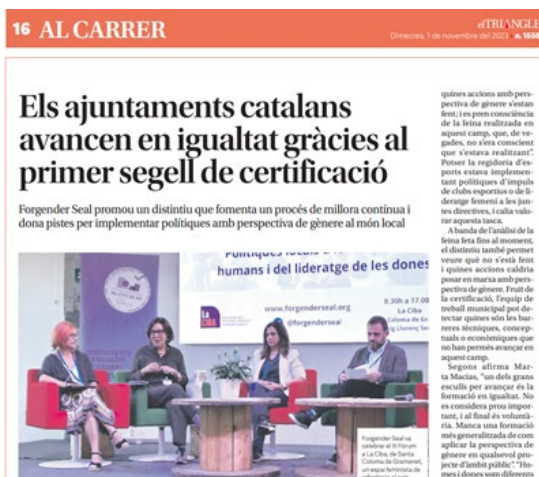 16 AL CARRER
elTRIANGLE
Dimecres, 1 de novembre del 2023
Els ajuntaments catalans
avancen en igualtat gràcies al
primer segell de certificació
Forgender Seal promou un distintiu que fomenta un procés de millora contínua i
dona pistes per implementar polítiques amb perspectiva de gènere al món local
humans i del lideratge de les dones
www.forgenderseal.org
@forgenderseal
8.30h a 17.00
La Ciba
LA
CIBA
Forgender Seal va
celebrar el III Fòrum
a La Ciba, de Santa
Coloma de Gramenet,
un espai feminista de
quines accions amb pers-
pectiva de gènere s'estan
fent; i es pren consciència
de la feina realitzada en
aquest camp, que, de ve-
gades, no s'era conscient
que s'estava realitzant".
Potser la regidoria d'es-
ports estava implemen-
tant polítiques d'impuls
de clubs esportius o de li-
deratge femení a les jun-
tes directives, i calia valo-
rar aquesta tasca.
A banda de l'anàlisi de la
feina feta fins al moment,
el distintiu també permet
veure què no s'està fent
i quines accions caldria
posar en marxa amb pers-
pectiva de gènere. Fruit de
la certificació, l'equip de
treball municipal pot de-
tectar quines són les bar-
reres tècniques, concep-
tuals o econòmiques que
no han permès avançar en
aquest camp.
Segons afirma Mar-
ta Macias, "un dels grans
esculls per avançar és la
formació en igualtat. No
es considera prou impor-
tant, i al final és voluntà-
ria. Manca una formació
més generalitzada de com
aplicar la perspectiva de
gènere en qualsevol pro-
jecte d'àmbit públic". "Ho-
mes i dones som diferents